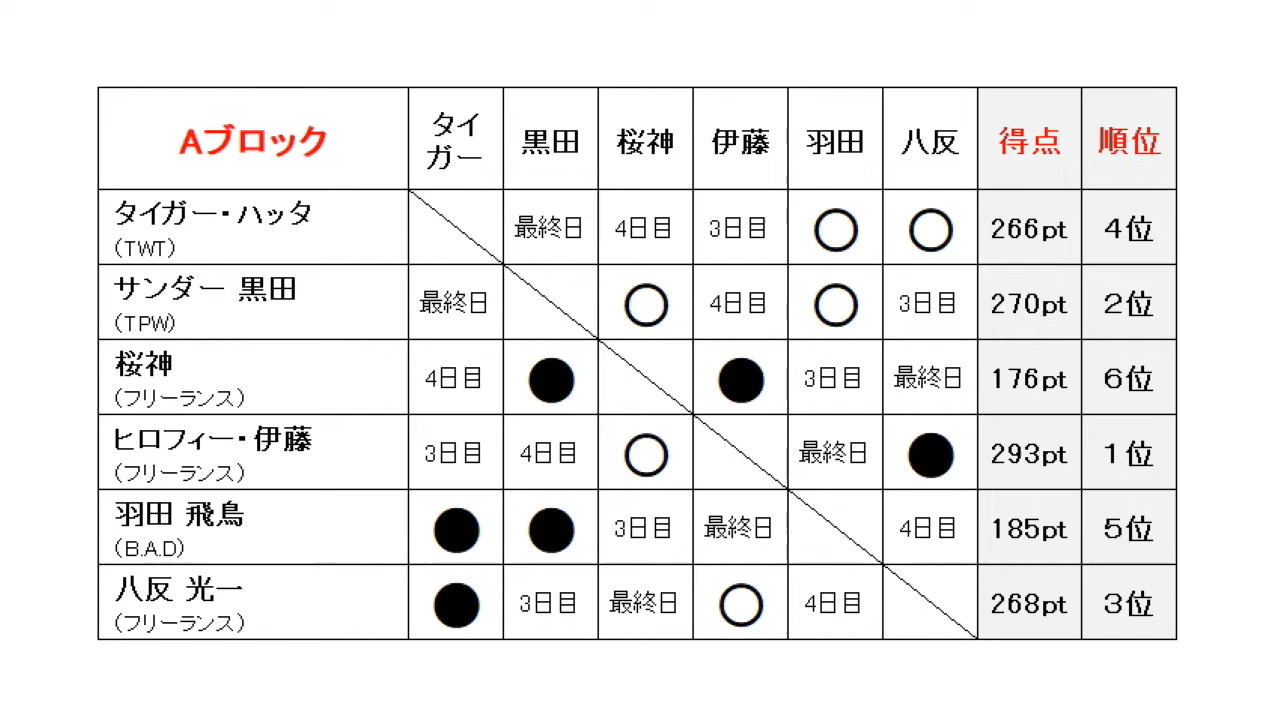 Aブロック タイガー 黒田 桜神 伊藤 羽田 八反 得点 順位
タイガー・ハッタ 最終日 4日目 3日目 ○ ○ 266pt 4位
(TWT)
サンダー 黒田 最終日 ○ 4日目 ○ 3日目 270pt 2位
(TPW)
桜神 4日目 ● ● 3日目 最終日 176pt 6位
(フリーランス)
ヒロフィー・伊藤 3日目 4日目 ○ 最終日 ● 293pt 1位
(フリーランス)
羽田 飛鳥 ● ● 3日目 最終日 4日目 185pt 5位
(B.A.D)
八反 光一 ● 3日目 最終日 ○ 4日目 268pt 3位
(フリーランス)